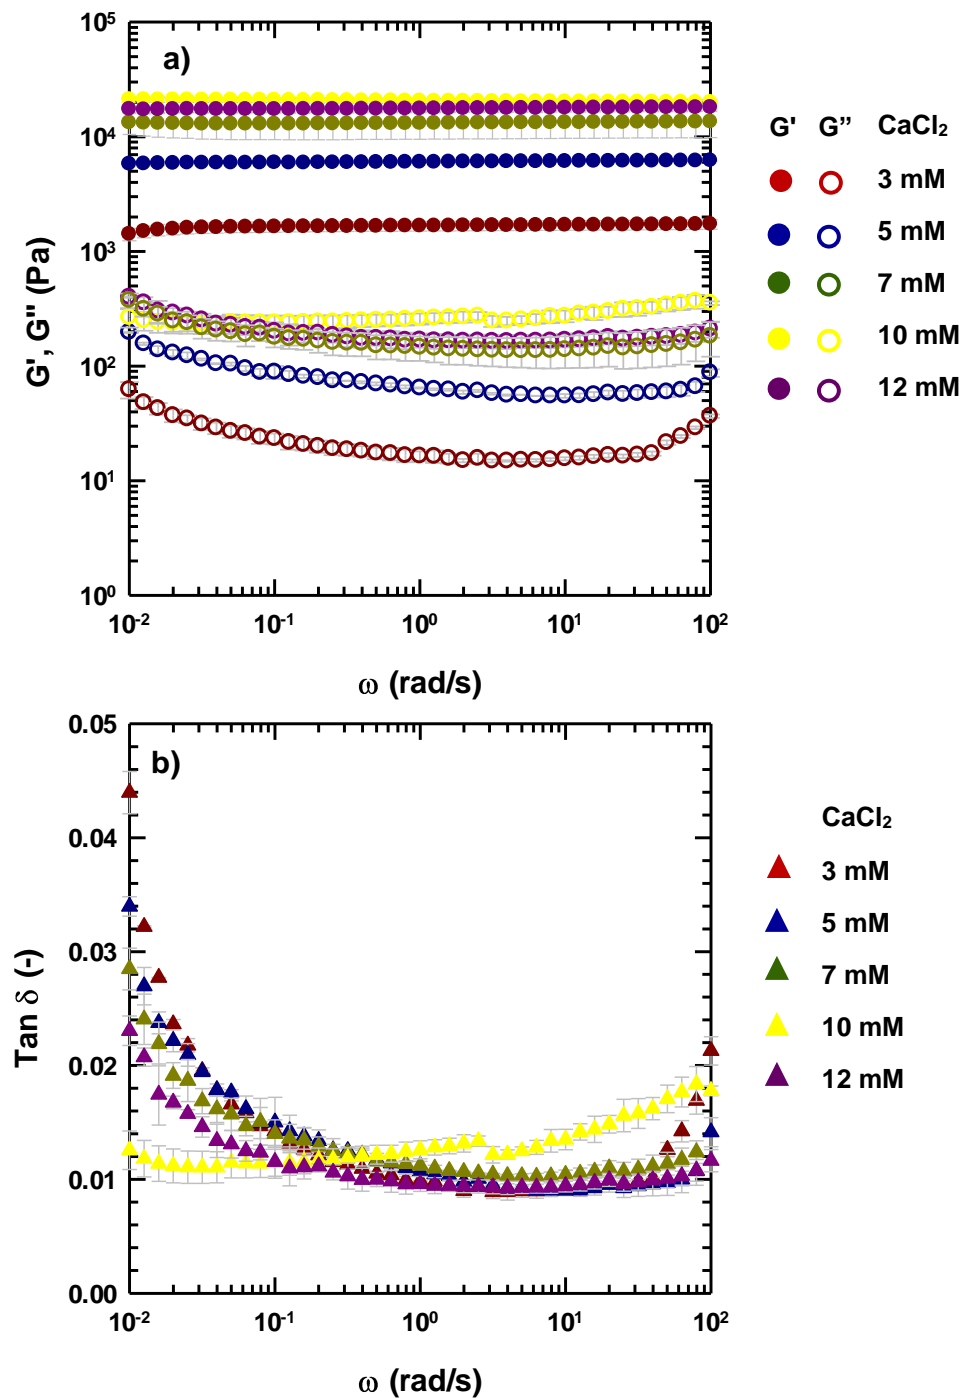 a)
10⁵
10⁴
10³
10²
10¹
10⁰
G', G" (Pa)
10⁻² 10⁻¹ 10⁰ 10¹ 10²
ω (rad/s)
G' G” CaCl₂
3 mM
5 mM
7 mM
10 mM
12 mM
b)
0.05
0.04
0.03
0.02
0.01
0.00
Tan δ (-)
10⁻² 10⁻¹ 10⁰ 10¹ 10²
ω (rad/s)
CaCl₂
3 mM
5 mM
7 mM
10 mM
12 mM